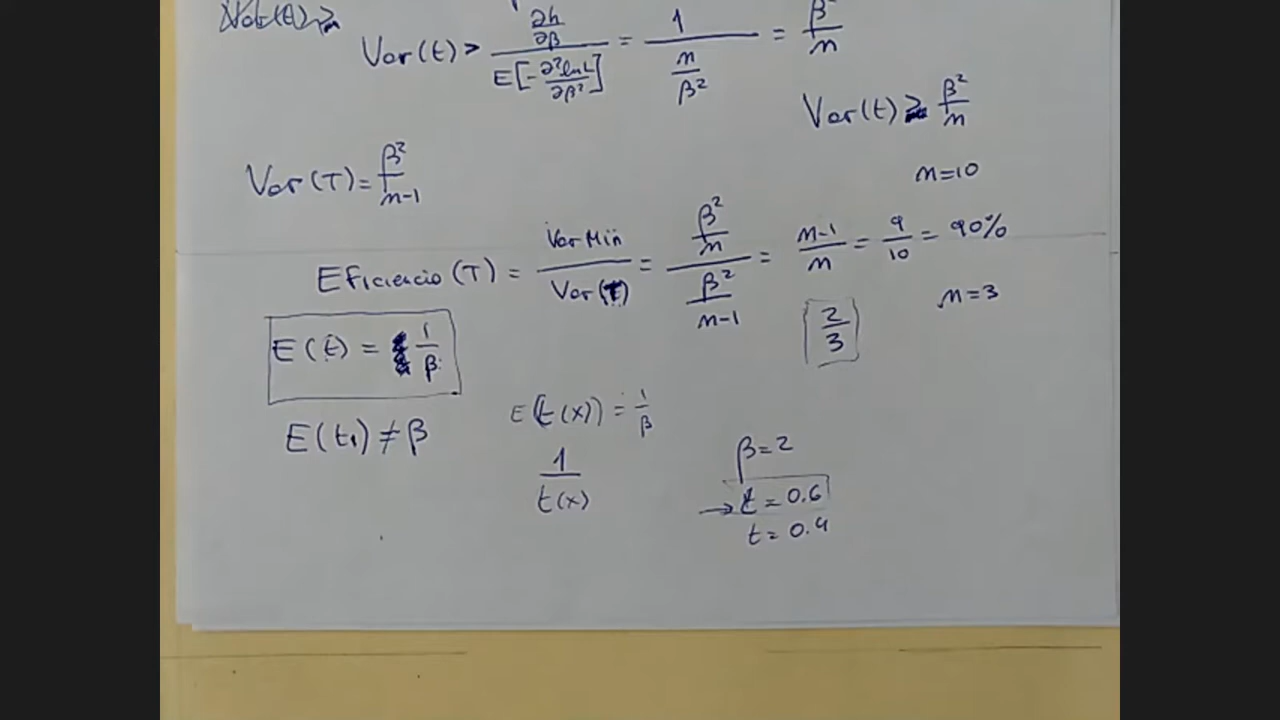 Var(t) > ∂h/∂β / E[-∂²lnL/∂β²] = 1 / n/β² = β²/n
Var(t) ≥ β²/n
Var(T) = β²/n-1
n=10
Eficiencia(T) = Var Min / Var(T) = β²/n / β²/n-1 = n-1/n = 9/10 = 90%
n=3
2/3
E(t) = 1/β
E(t(x)) = 1/β
E(t₁) ≠ β
1/t(x)
β=2
→ t = 0.6
t = 0.4